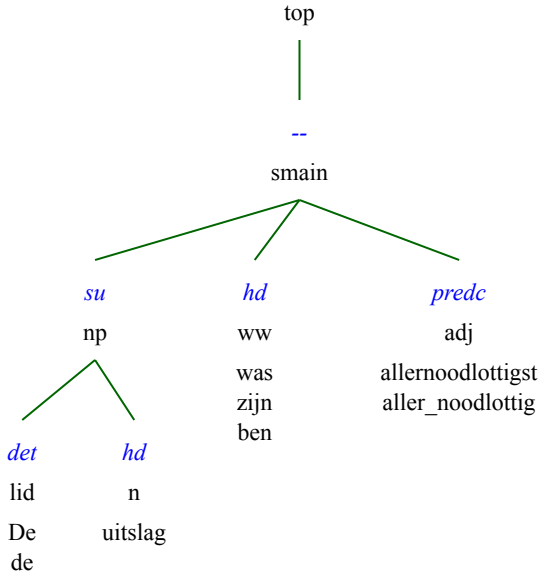 top
--
smain
su hd predc
np ww adj
was allernoodlottigst
zijn aller_noodlottig
ben
det hd
lid n
De uitslag
de